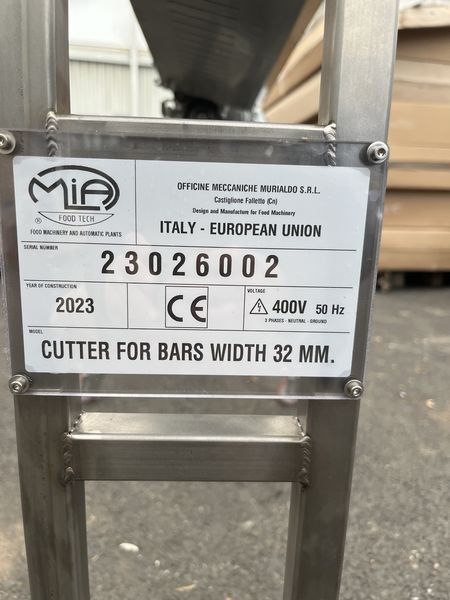 MiA
®
FOOD TECH
FOOD MACHINERY AND AUTOMATIC PLANTS
OFFICINE MECCANICHE MURIALDO S.R.L.
Castiglione Falletto (Cn)
Design and Manufacture for Food Machinery
ITALY - EUROPEAN UNION
SERIAL NUMBER
23026002
YEAR OF CONSTRUCTION
2023
CE
VOLTAGE
400V 50 Hz
3 PHASES - NEUTRAL - GROUND
MODEL
CUTTER FOR BARS WIDTH 32 MM.